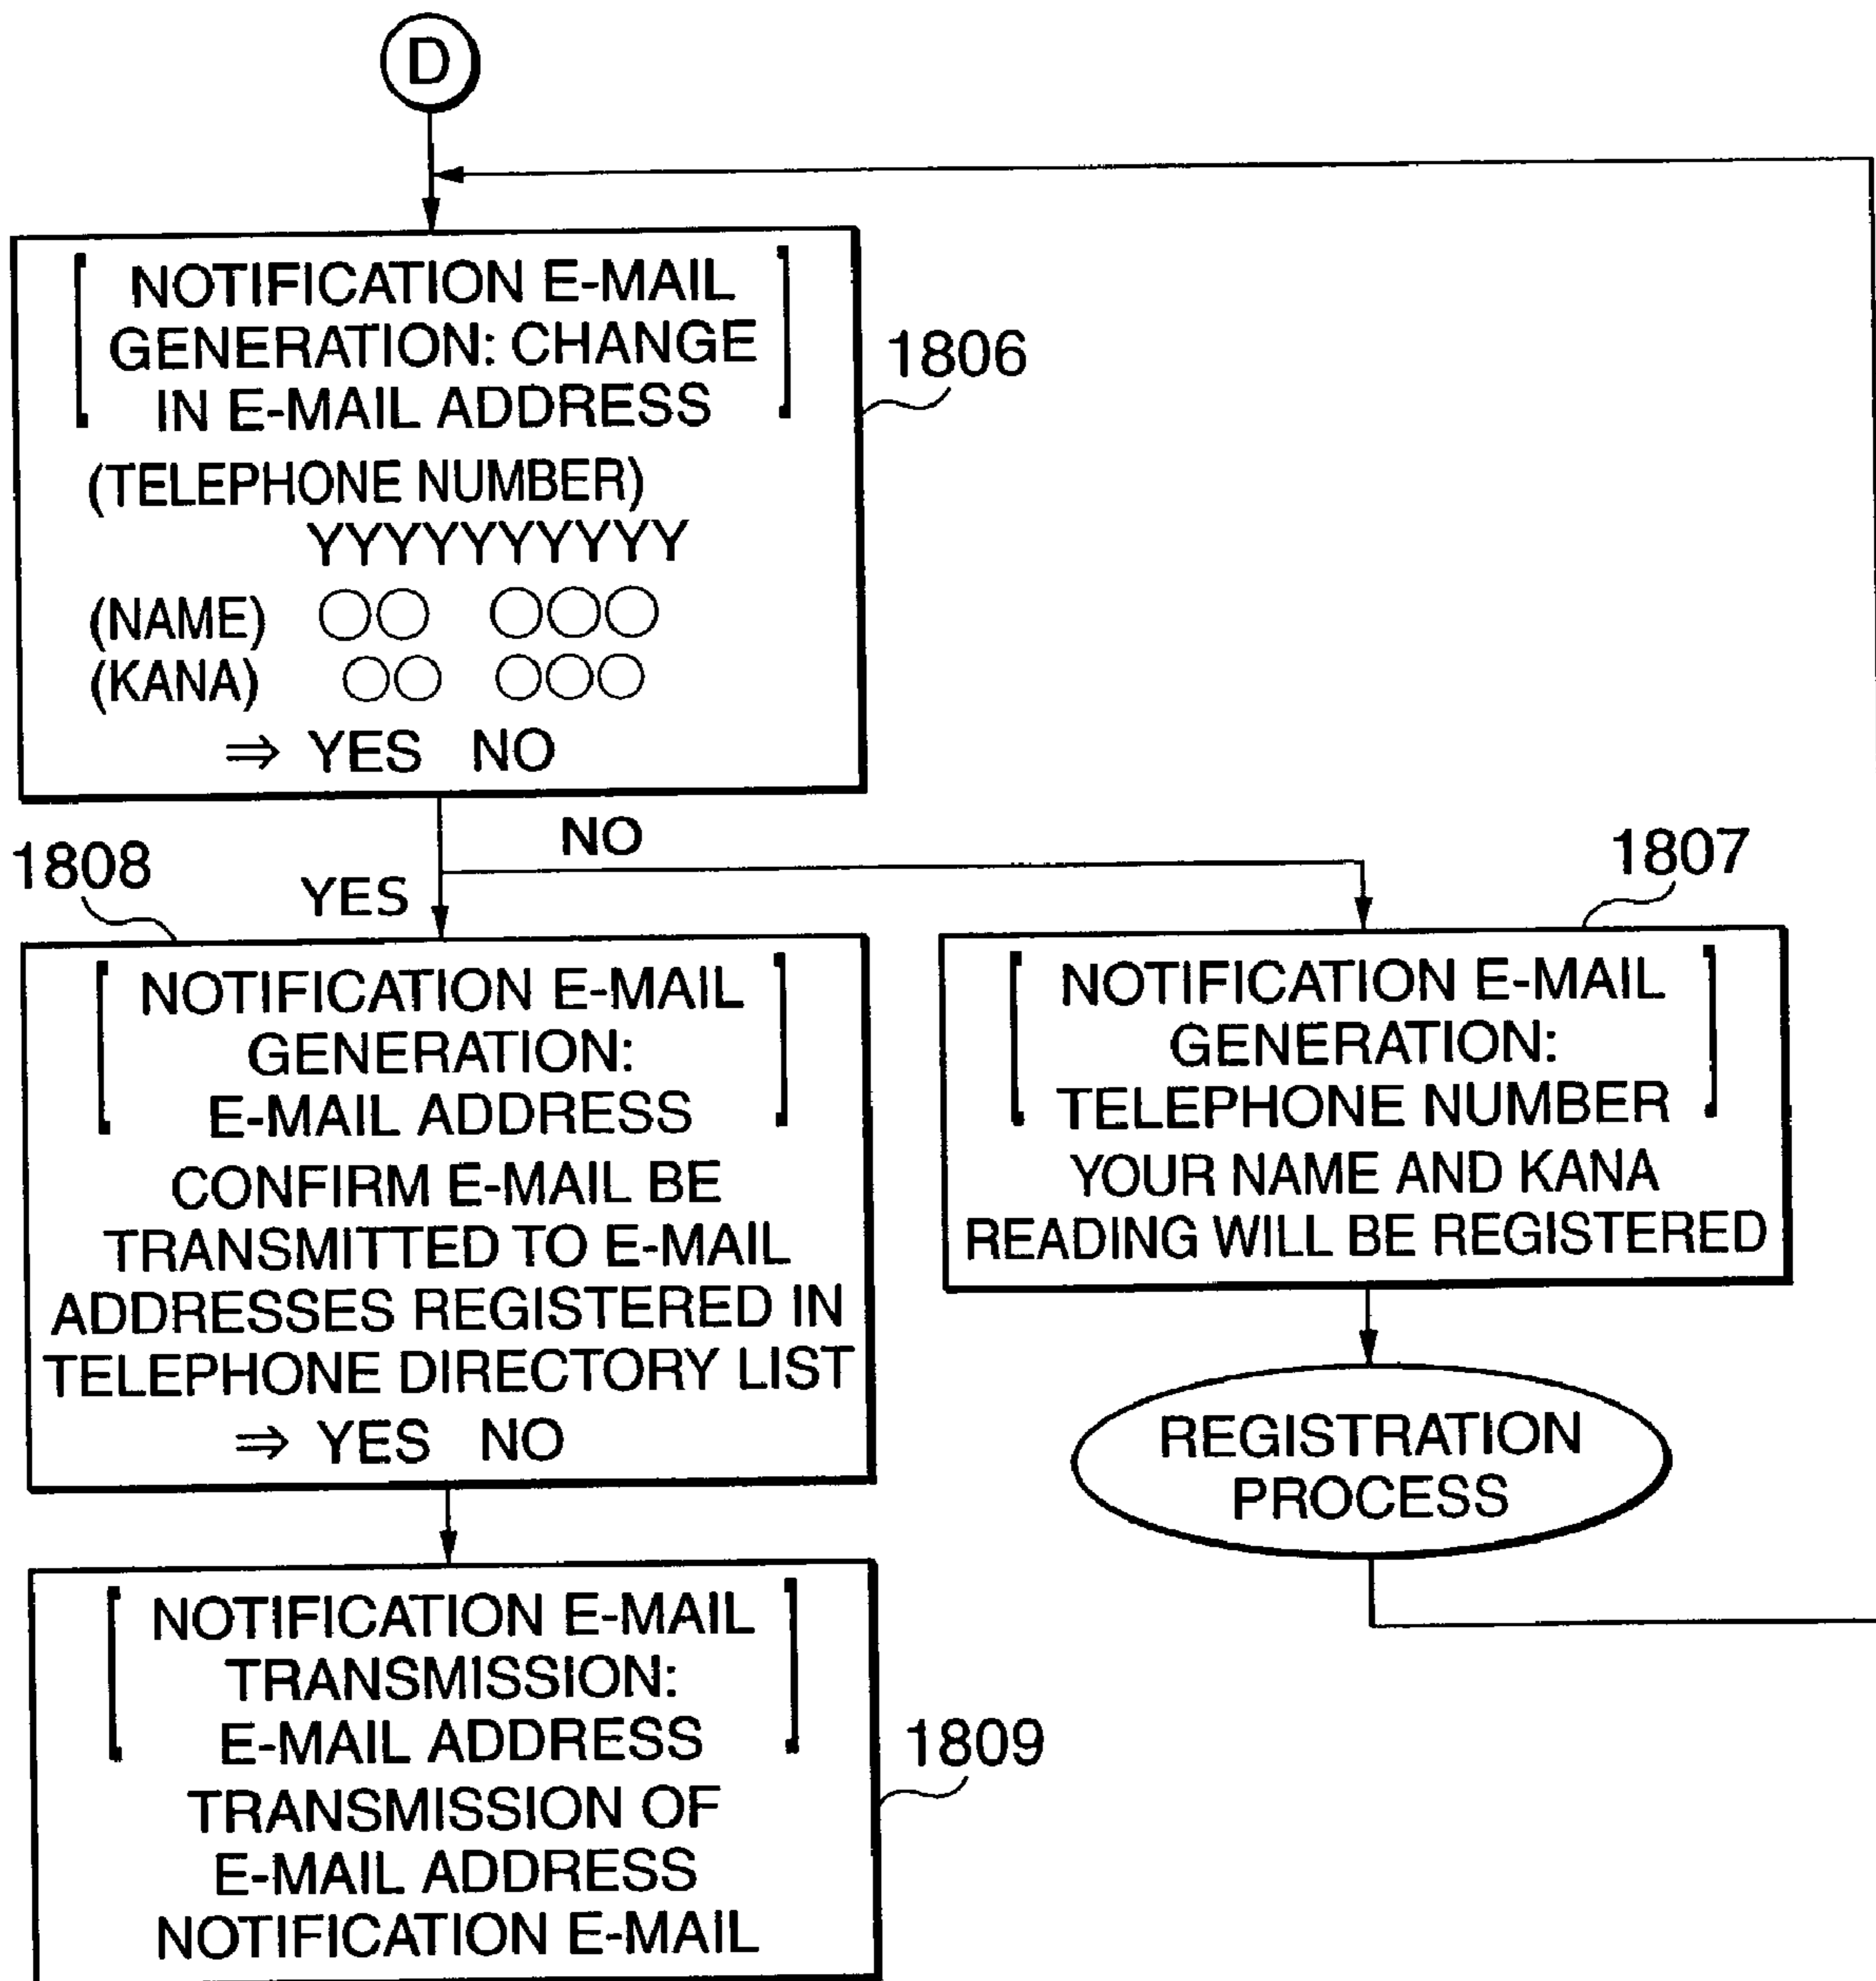 D
NOTIFICATION E-MAIL
GENERATION: CHANGE
IN E-MAIL ADDRESS
1806
(TELEPHONE NUMBER)
YYYYYYYYYY
(NAME) ○○ ○○○
(KANA) ○○ ○○○
⇒ YES NO
NO
1808
YES
1807
NOTIFICATION E-MAIL
GENERATION:
E-MAIL ADDRESS
CONFIRM E-MAIL BE
TRANSMITTED TO E-MAIL
ADDRESSES REGISTERED IN
TELEPHONE DIRECTORY LIST
⇒ YES NO
NOTIFICATION E-MAIL
GENERATION:
TELEPHONE NUMBER
YOUR NAME AND KANA
READING WILL BE REGISTERED
REGISTRATION
PROCESS
NOTIFICATION E-MAIL
TRANSMISSION:
E-MAIL ADDRESS
1809
TRANSMISSION OF
E-MAIL ADDRESS
NOTIFICATION E-MAIL